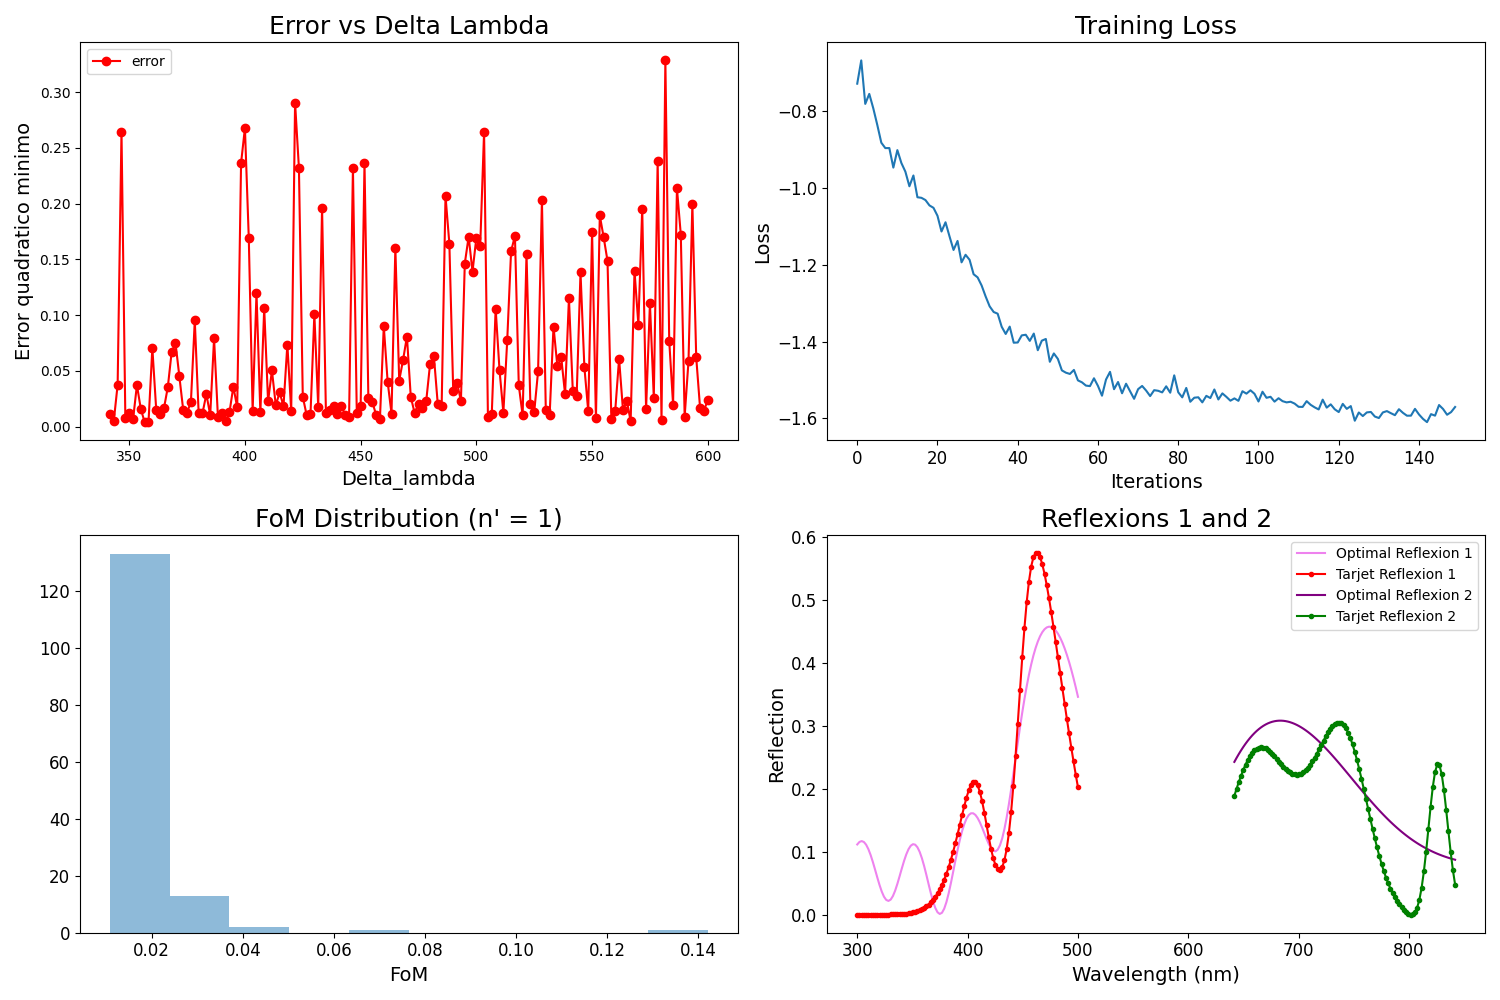 Error vs Delta Lambda
error
Error quadratico minimo
0.30
0.25
0.20
0.15
0.10
0.05
0.00
350 400 450 500 550 600
Delta_lambda
Training Loss
Loss
−0.8
−1.0
−1.2
−1.4
−1.6
0 20 40 60 80 100 120 140
Iterations
FoM Distribution (n' = 1)
120
100
80
60
40
20
0
0.02 0.04 0.06 0.08 0.10 0.12 0.14
FoM
Reflexions 1 and 2
Optimal Reflexion 1
Tarjet Reflexion 1
Optimal Reflexion 2
Tarjet Reflexion 2
Reflection
0.6
0.5
0.4
0.3
0.2
0.1
0.0
300 400 500 600 700 800
Wavelength (nm)